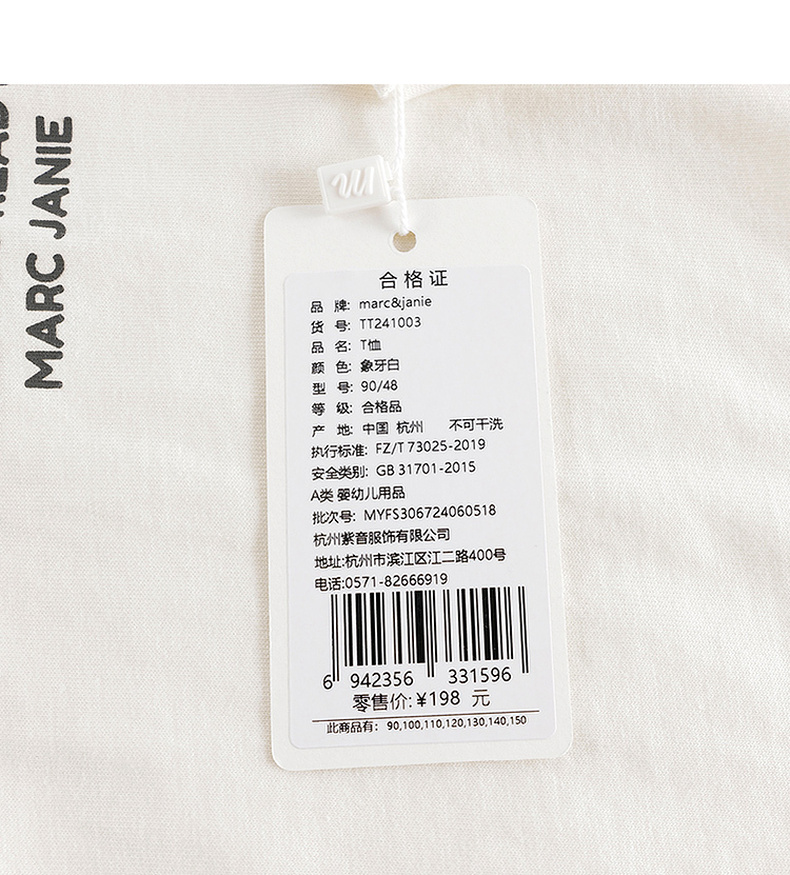 MARC JANIE
合格证
品 牌: marc&janie
货 号: TT241003
品 名: T恤
颜 色: 象牙白
型 号: 90/48
等 级: 合格品
产 地: 中国 杭州 不可干洗
执行标准: FZ/T 73025-2019
安全类别: GB 31701-2015
A类 婴幼儿用品
批次号: MYFS306724060518
杭州紫音服饰有限公司
地址:杭州市滨江区江二路400号
电话:0571-82666919
6 942356 331596
零售价:¥198 元
此商品有: 90,100,110,120,130,140,150